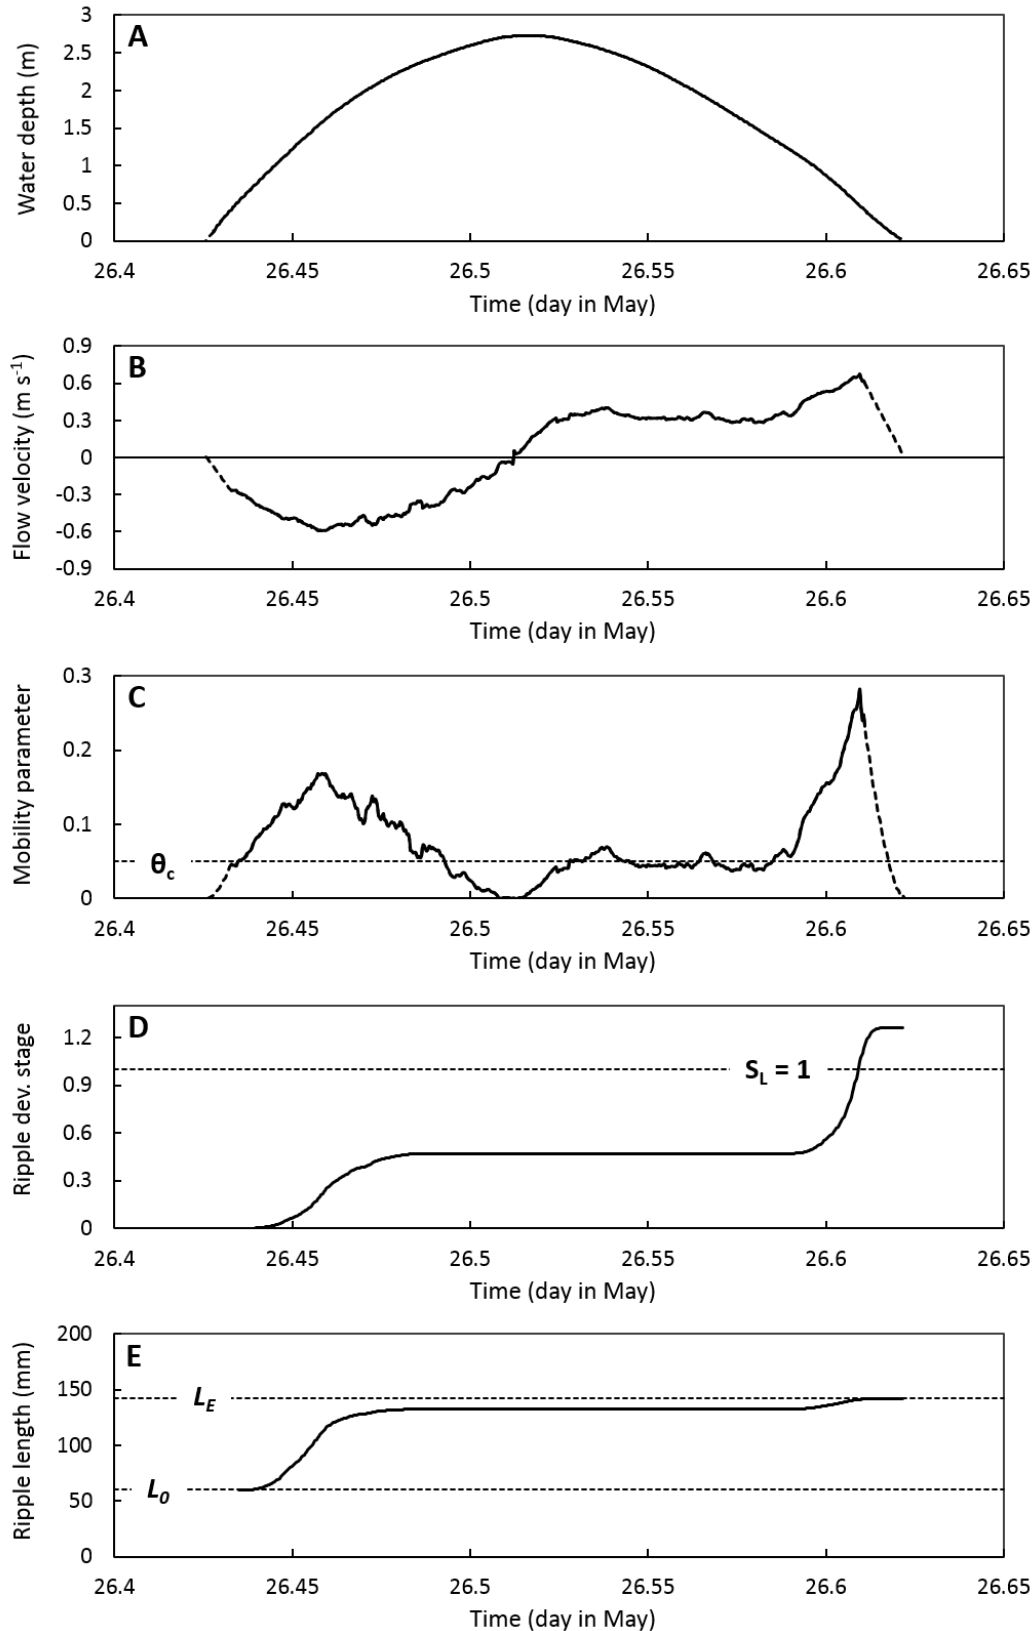 A
Water depth (m)
3
2.5
2
1.5
1
0.5
0
26.4 26.45 26.5 26.55 26.6 26.65
Time (day in May)
B
Flow velocity (m s⁻¹)
0.9
0.6
0.3
0
-0.3
-0.6
-0.9
26.4 26.45 26.5 26.55 26.6 26.65
Time (day in May)
C
Mobility parameter
0.3
0.2
0.1
0
θc
26.4 26.45 26.5 26.55 26.6 26.65
Time (day in May)
D
Ripple dev. stage
1.2
0.9
0.6
0.3
0
SL = 1
26.4 26.45 26.5 26.55 26.6 26.65
Time (day in May)
E
Ripple length (mm)
200
150
100
50
0
LE
L0
26.4 26.45 26.5 26.55 26.6 26.65
Time (day in May)